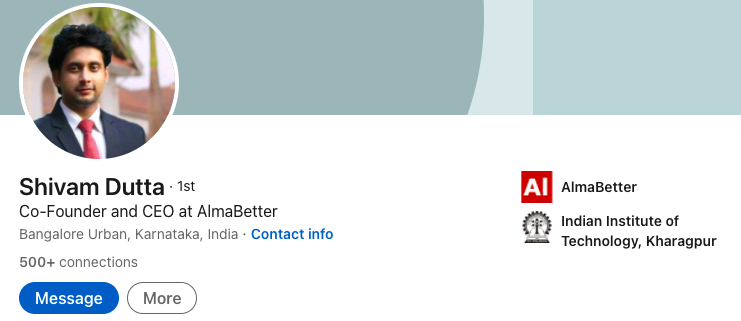 Shivam Dutta · 1st
Co-Founder and CEO at AlmaBetter
Bangalore Urban, Karnataka, India · Contact info
500+ connections
Message
More
AI
AlmaBetter
Indian Institute of
Technology, Kharagpur